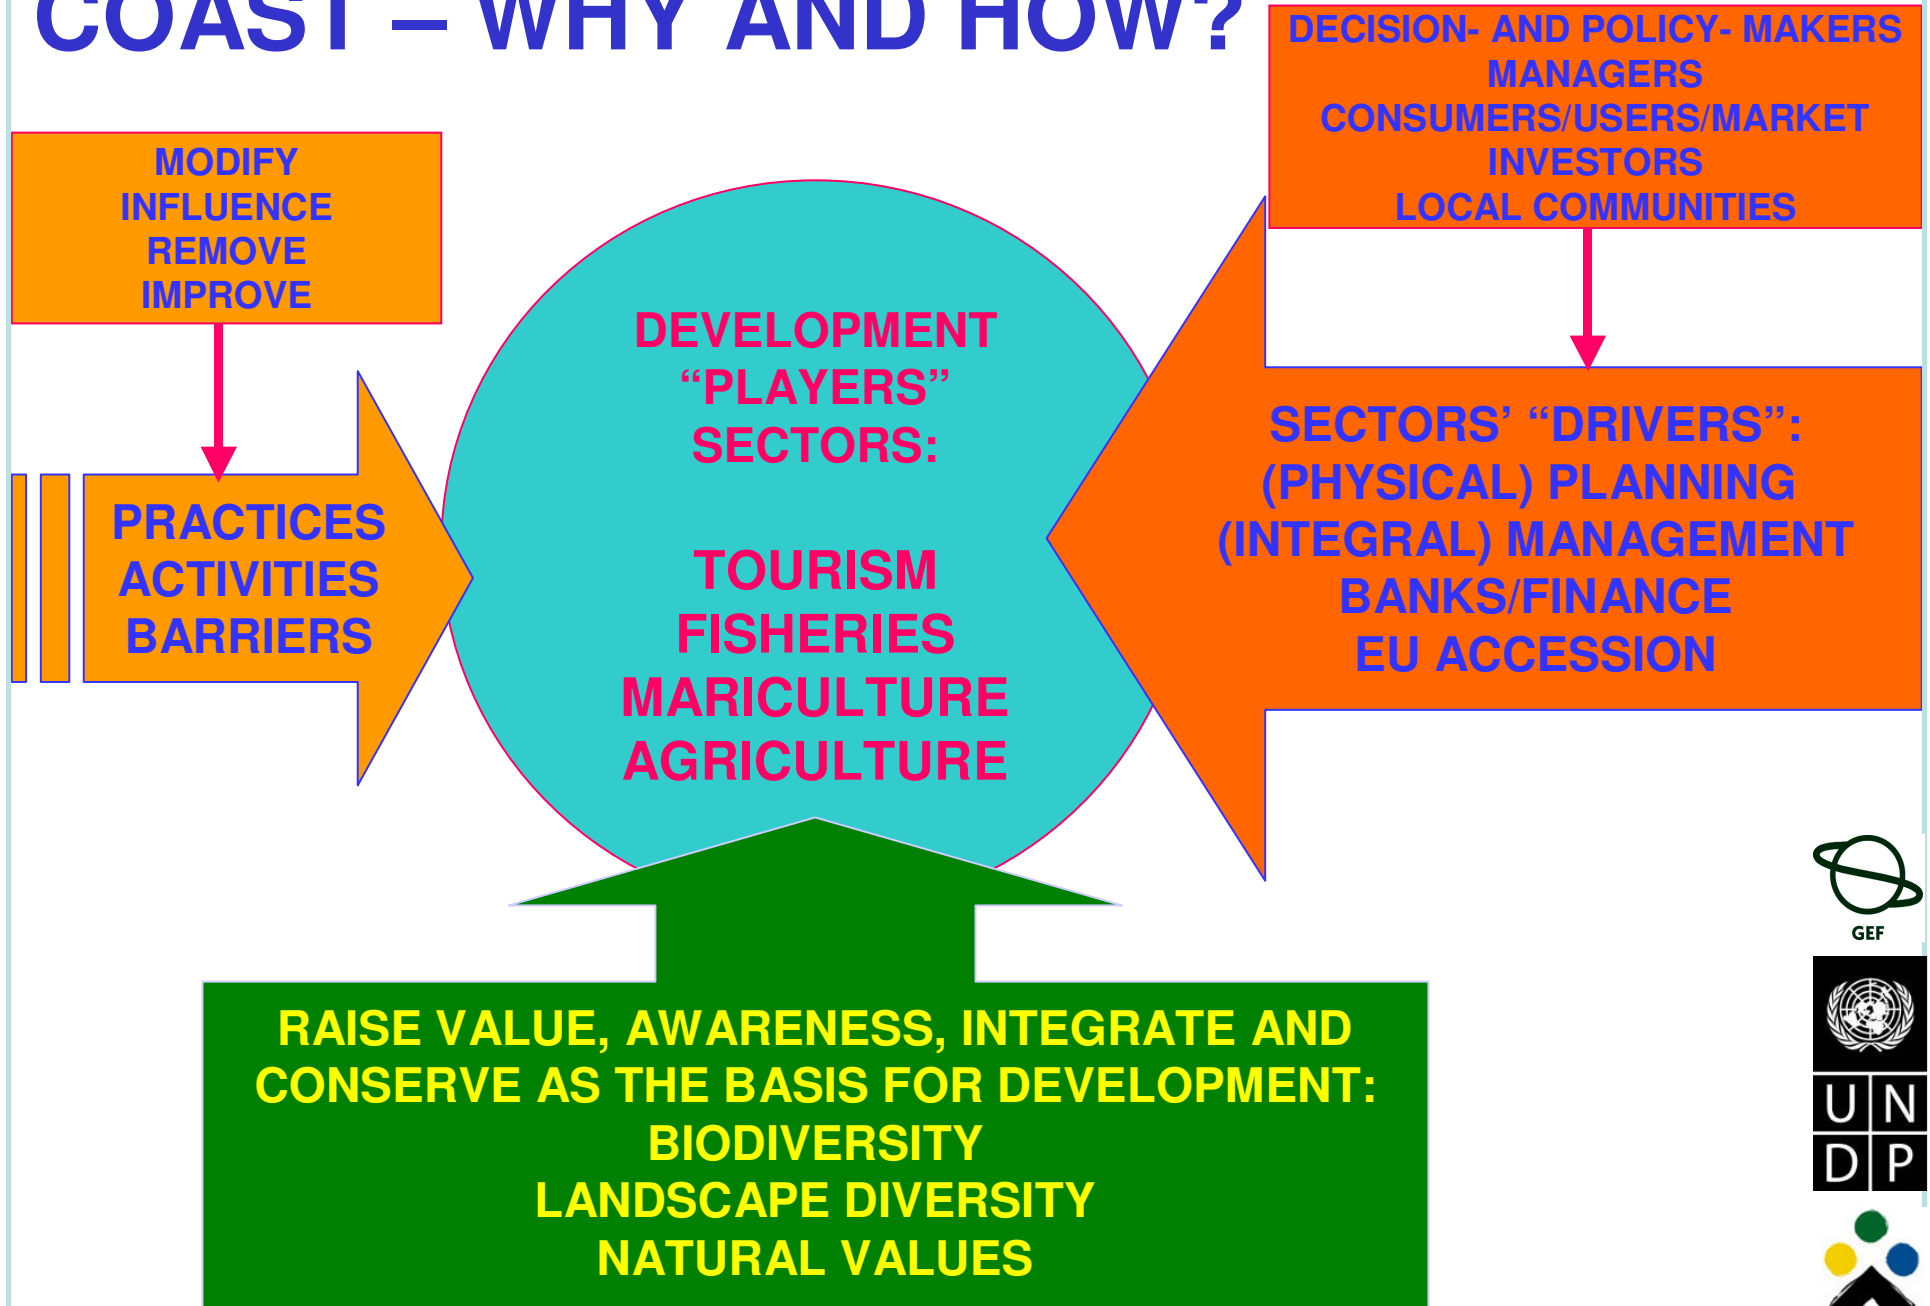 COAST – WHY AND HOW?
DECISION- AND POLICY- MAKERS
MANAGERS
CONSUMERS/USERS/MARKET
INVESTORS
LOCAL COMMUNITIES
MODIFY
INFLUENCE
REMOVE
IMPROVE
DEVELOPMENT
“PLAYERS”
SECTORS:
TOURISM
FISHERIES
MARICULTURE
AGRICULTURE
SECTORS’ “DRIVERS”:
(PHYSICAL) PLANNING
(INTEGRAL) MANAGEMENT
BANKS/FINANCE
EU ACCESSION
PRACTICES
ACTIVITIES
BARRIERS
RAISE VALUE, AWARENESS, INTEGRATE AND
CONSERVE AS THE BASIS FOR DEVELOPMENT:
BIODIVERSITY
LANDSCAPE DIVERSITY
NATURAL VALUES
GEF
U N
D P